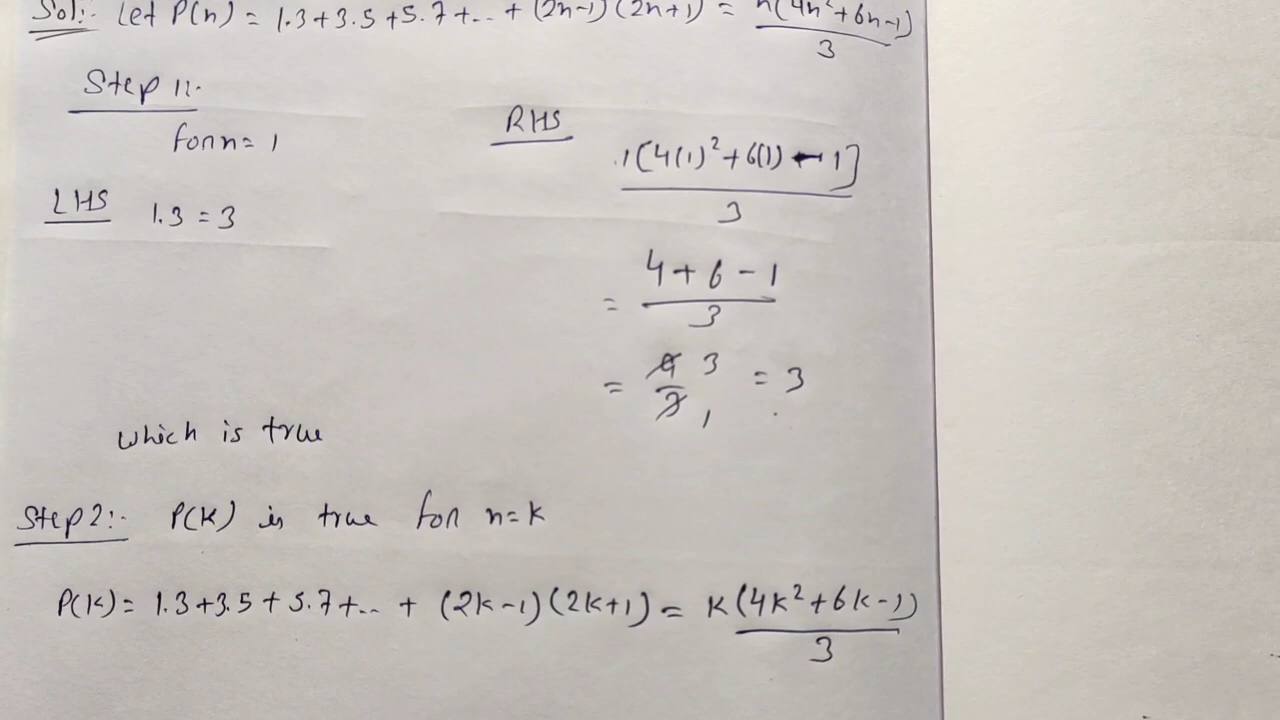 Sol:- Let P(n) = 1.3+3.5+5.7+... + (2n-1)(2n+1) = n(4n²+6n-1)
3
Step 1:-
for n= 1
RHS
1[4(1)²+6(1) - 1]
3
LHS 1.3 = 3
= 4+6-1
3
= 9 3 = 3
3 1
which is true
Step2:- P(K) is true for n=k
P(K)= 1.3+3.5+5.7+... + (2k-1)(2k+1) = K(4K²+6K-1)
3